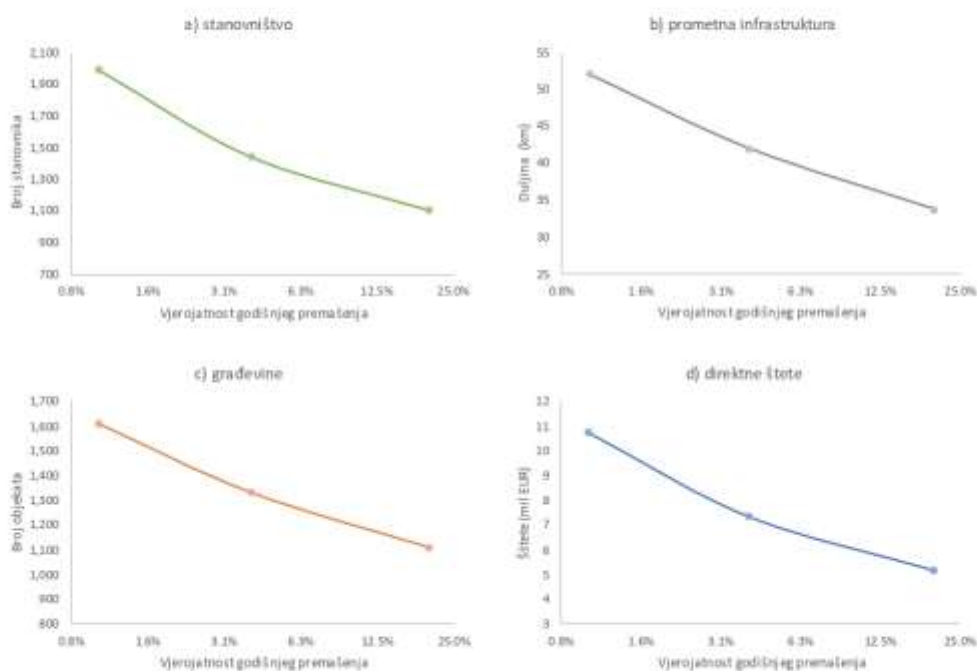 a) stanovništvo
2,100
1,900
1,700
1,500
1,300
1,100
900
700
Broj stanovnika
0.8% 1.6% 3.1% 6.3% 12.5% 25.0%
Vjerojatnost godišnjeg premašenja
b) prometna infrastruktura
55
50
45
40
35
30
25
Duljina (km)
0.8% 1.6% 3.1% 6.3% 12.5% 25.0%
Vjerojatnost godišnjeg premašenja
c) građevine
1,700
1,600
1,500
1,400
1,300
1,200
1,100
1,000
900
800
Broj objekata
0.8% 1.6% 3.1% 6.3% 12.5% 25.0%
Vjerojatnost godišnjeg premašenja
d) direktne štete
12
11
10
9
8
7
6
5
4
3
Šštete (mil EUR)
0.8% 1.6% 3.1% 6.3% 12.5% 25.0%
Vjerojatnost godišnjeg premašenja